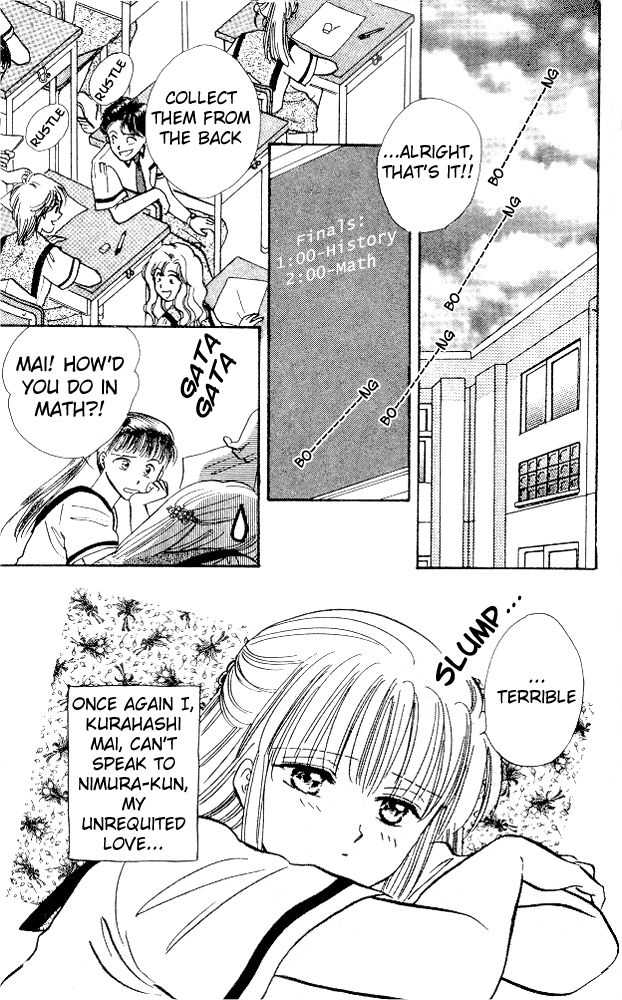 BO--------NG
BO--------NG
BO--------NG
BO--------NG
...ALRIGHT,
THAT'S IT!!
Finals:
1:00-History
2:00-Math
COLLECT
THEM FROM
THE BACK
RUSTLE
RUSTLE
GATA
GATA
MAI! HOW'D
YOU DO IN
MATH?!
SLUMP...
...
TERRIBLE
ONCE AGAIN I,
KURAHASHI
MAI, CAN'T
SPEAK TO
NIMURA-KUN,
MY
UNREQUITED
LOVE...